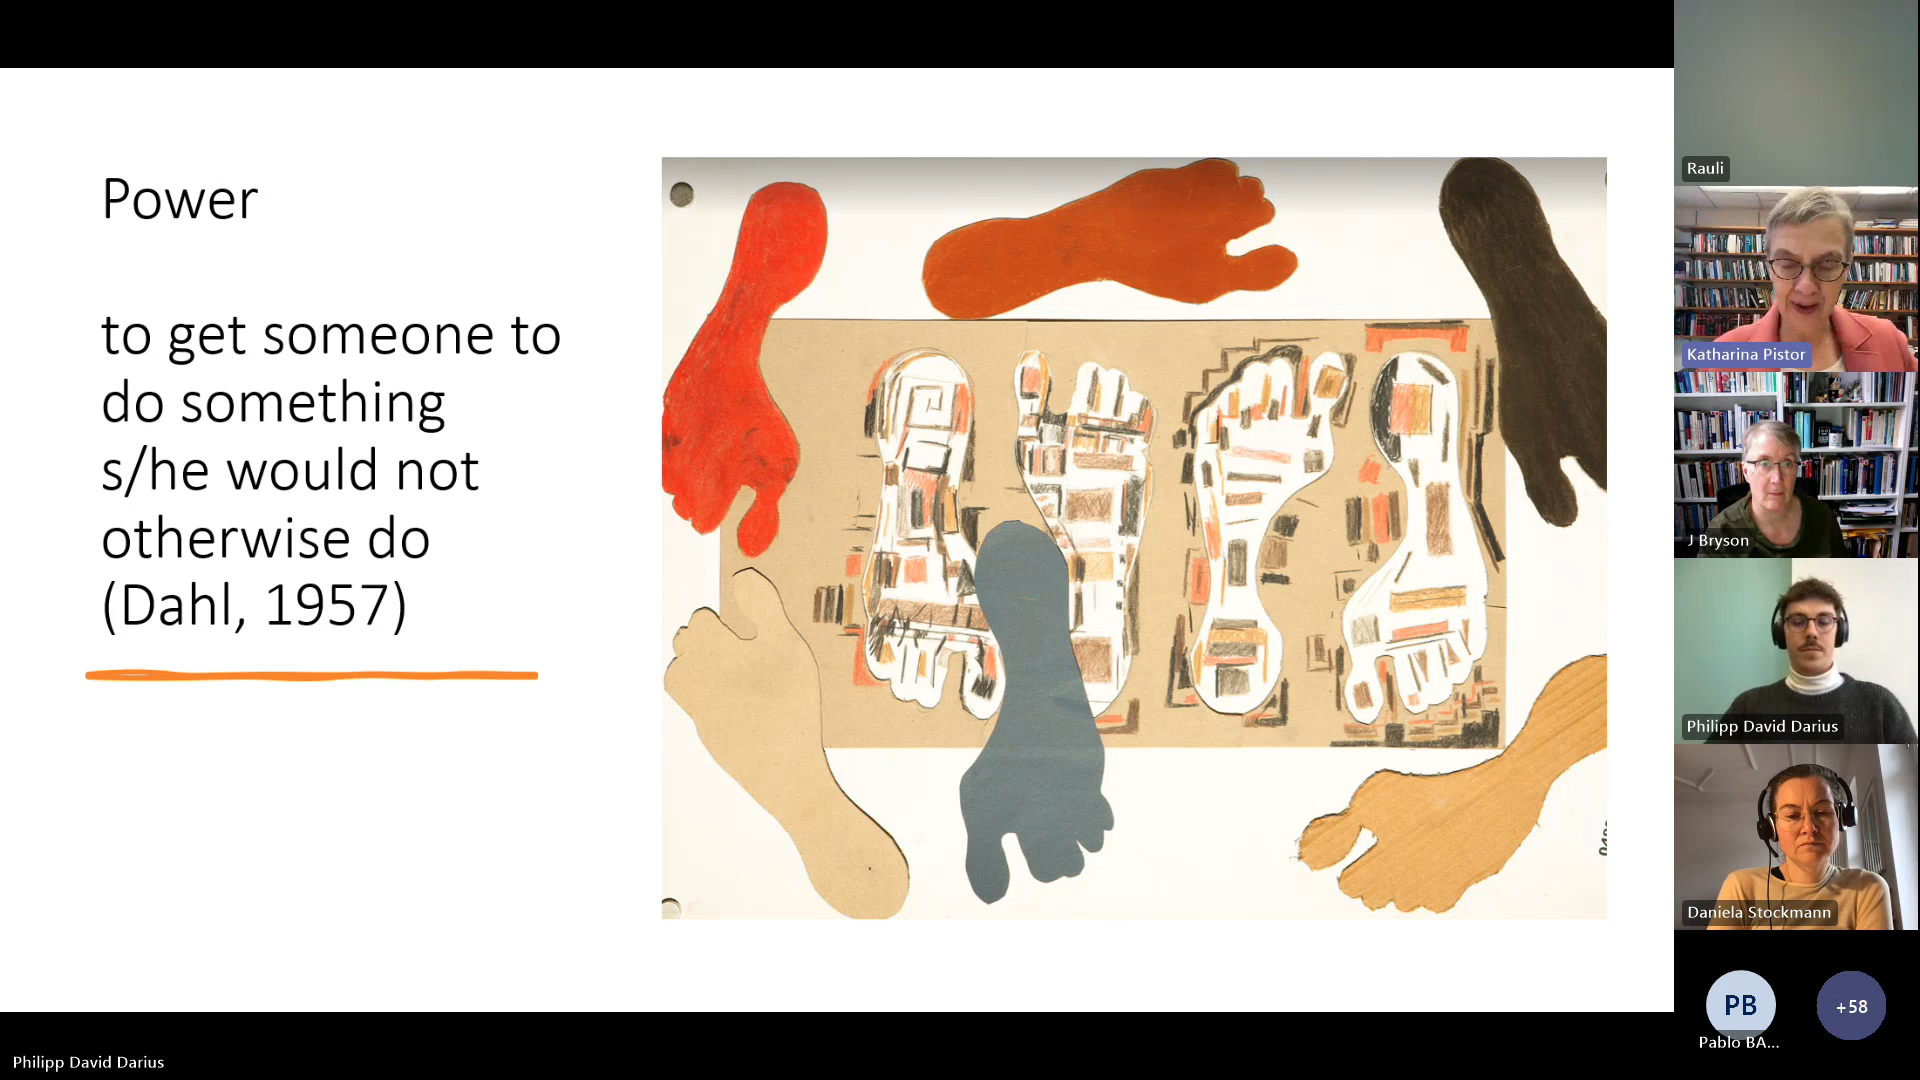 Power
to get someone to
do something
s/he would not
otherwise do
(Dahl, 1957)
Rauli
Katharina Pistor
J Bryson
Philipp David Darius
Daniela Stockmann
PB
+58
Pablo BA...
Philipp David Darius